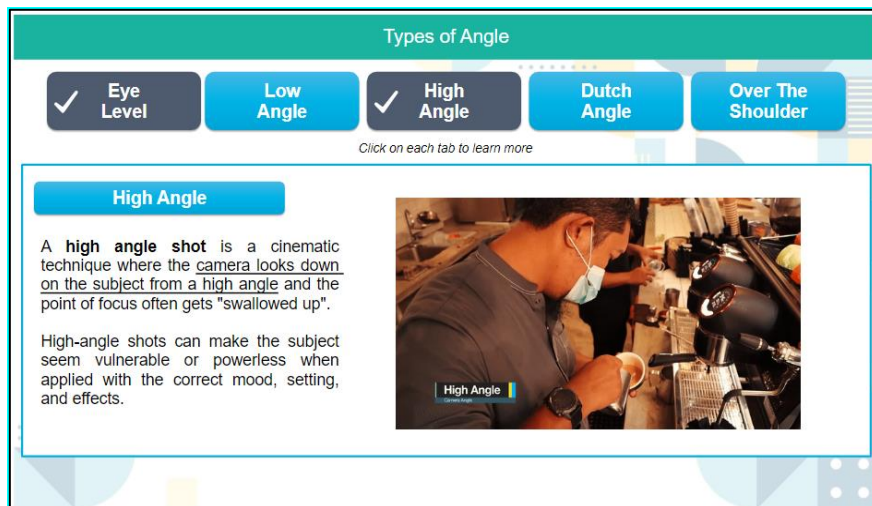 Types of Angle
Eye
Level
Low
Angle
High
Angle
Dutch
Angle
Over The
Shoulder
Click on each tab to learn more
High Angle
A high angle shot is a cinematic
technique where the camera looks down
on the subject from a high angle and the
point of focus often gets "swallowed up".
High-angle shots can make the subject
seem vulnerable or powerless when
applied with the correct mood, setting,
and effects.
High Angle
Camera Angle